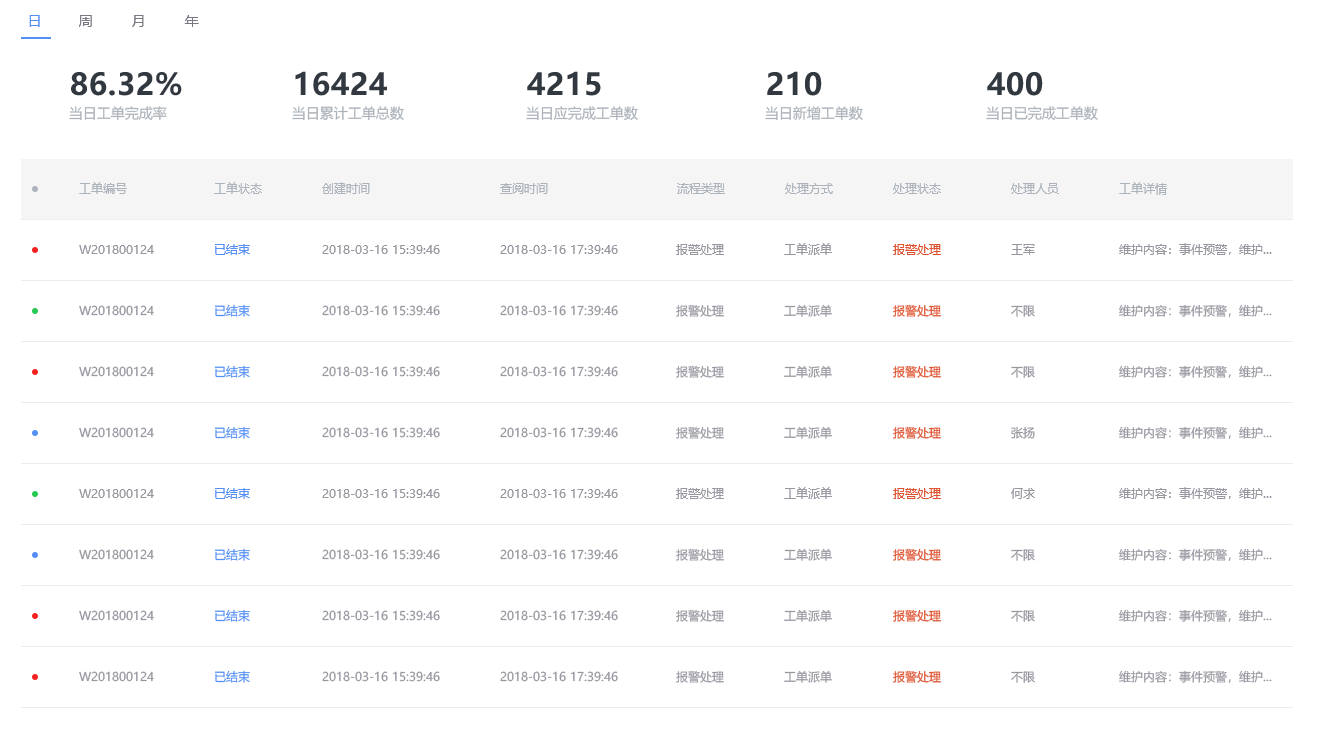 日 周 月 年
86.32% 16424 4215 210 400
当日工单完成率 当日累计工单总数 当日应完成工单数 当日新增工单数 当日已完成工单数
工单编号 工单状态 创建时间 查阅时间 流程类型 处理方式 处理状态 处理人员 工单详情
W201800124 已结束 2018-03-16 15:39:46 2018-03-16 17:39:46 报警处理 工单派单 报警处理 王军 维护内容：事件预警，维护...
W201800124 已结束 2018-03-16 15:39:46 2018-03-16 17:39:46 报警处理 工单派单 报警处理 不限 维护内容：事件预警，维护...
W201800124 已结束 2018-03-16 15:39:46 2018-03-16 17:39:46 报警处理 工单派单 报警处理 不限 维护内容：事件预警，维护...
W201800124 已结束 2018-03-16 15:39:46 2018-03-16 17:39:46 报警处理 工单派单 报警处理 张扬 维护内容：事件预警，维护...
W201800124 已结束 2018-03-16 15:39:46 2018-03-16 17:39:46 报警处理 工单派单 报警处理 何求 维护内容：事件预警，维护...
W201800124 已结束 2018-03-16 15:39:46 2018-03-16 17:39:46 报警处理 工单派单 报警处理 不限 维护内容：事件预警，维护...
W201800124 已结束 2018-03-16 15:39:46 2018-03-16 17:39:46 报警处理 工单派单 报警处理 不限 维护内容：事件预警，维护...
W201800124 已结束 2018-03-16 15:39:46 2018-03-16 17:39:46 报警处理 工单派单 报警处理 不限 维护内容：事件预警，维护...